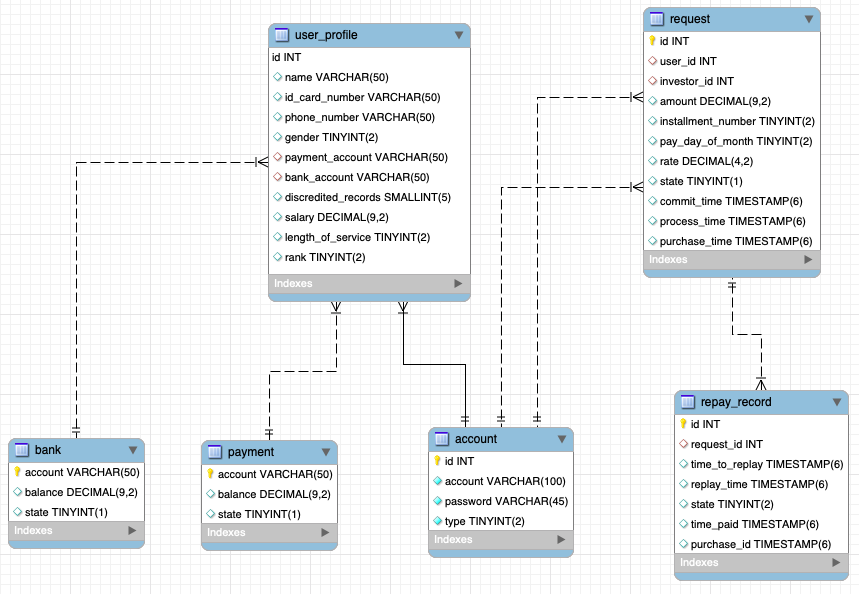 user_profile
id INT
name VARCHAR(50)
id_card_number VARCHAR(50)
phone_number VARCHAR(50)
gender TINYINT(2)
payment_account VARCHAR(50)
bank_account VARCHAR(50)
discredited_records SMALLINT(5)
salary DECIMAL(9,2)
length_of_service TINYINT(2)
rank TINYINT(2)
Indexes
request
id INT
user_id INT
investor_id INT
amount DECIMAL(9,2)
installment_number TINYINT(2)
pay_day_of_month TINYINT(2)
rate DECIMAL(4,2)
state TINYINT(1)
commit_time TIMESTAMP(6)
process_time TIMESTAMP(6)
purchase_time TIMESTAMP(6)
Indexes
bank
account VARCHAR(50)
balance DECIMAL(9,2)
state TINYINT(1)
Indexes
payment
account VARCHAR(50)
balance DECIMAL(9,2)
state TINYINT(1)
Indexes
account
id INT
account VARCHAR(100)
password VARCHAR(45)
type TINYINT(2)
Indexes
repay_record
id INT
request_id INT
time_to_replay TIMESTAMP(6)
replay_time TIMESTAMP(6)
state TINYINT(2)
time_paid TIMESTAMP(6)
purchase_id TIMESTAMP(6)
Indexes